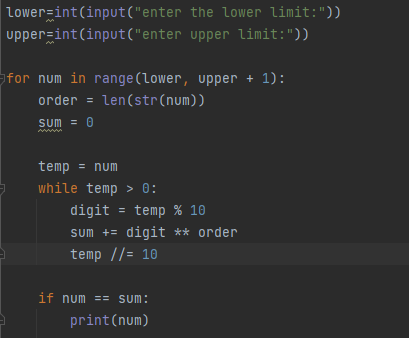 lower=int(input("enter the lower limit:"))
upper=int(input("enter upper limit:"))
for num in range(lower, upper + 1):
    order = len(str(num))
    sum = 0
    temp = num
    while temp > 0:
        digit = temp % 10
        sum += digit ** order
        temp //= 10
    if num == sum:
        print(num)